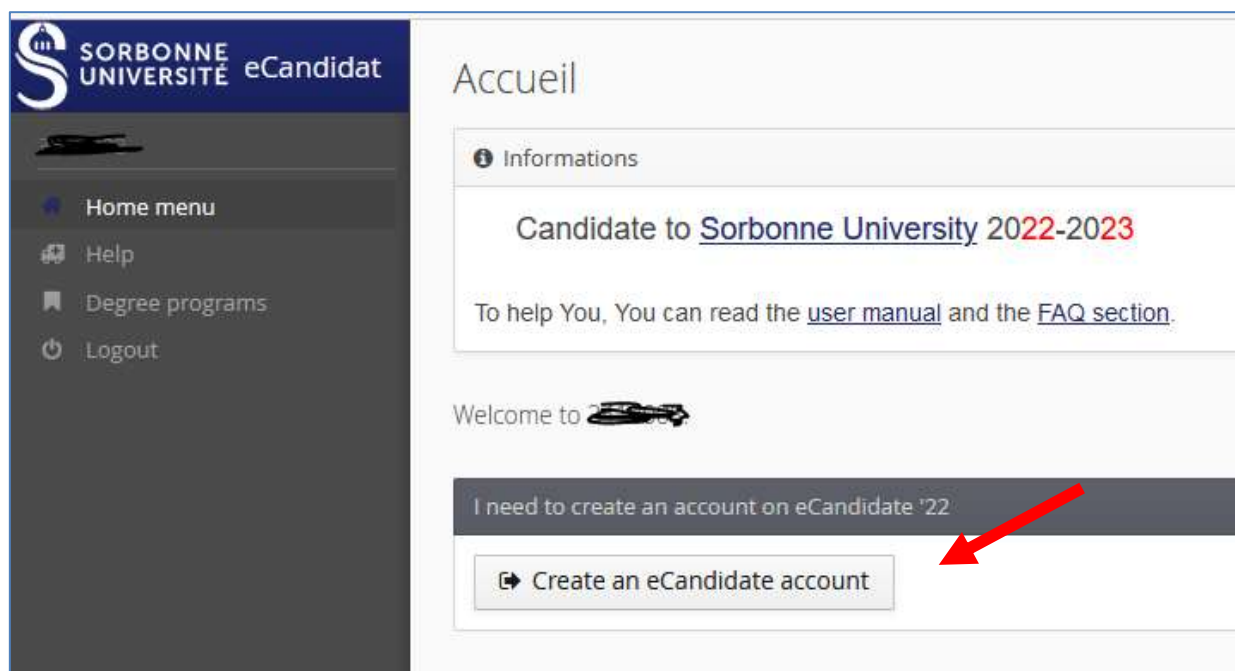 SORBONNE
UNIVERSITÉ eCandidat
Home menu
Help
Degree programs
Logout
Accueil
Informations
Candidate to Sorbonne University 2022-2023
To help You, You can read the user manual and the FAQ section.
Welcome to
I need to create an account on eCandidate '22
Create an eCandidate account